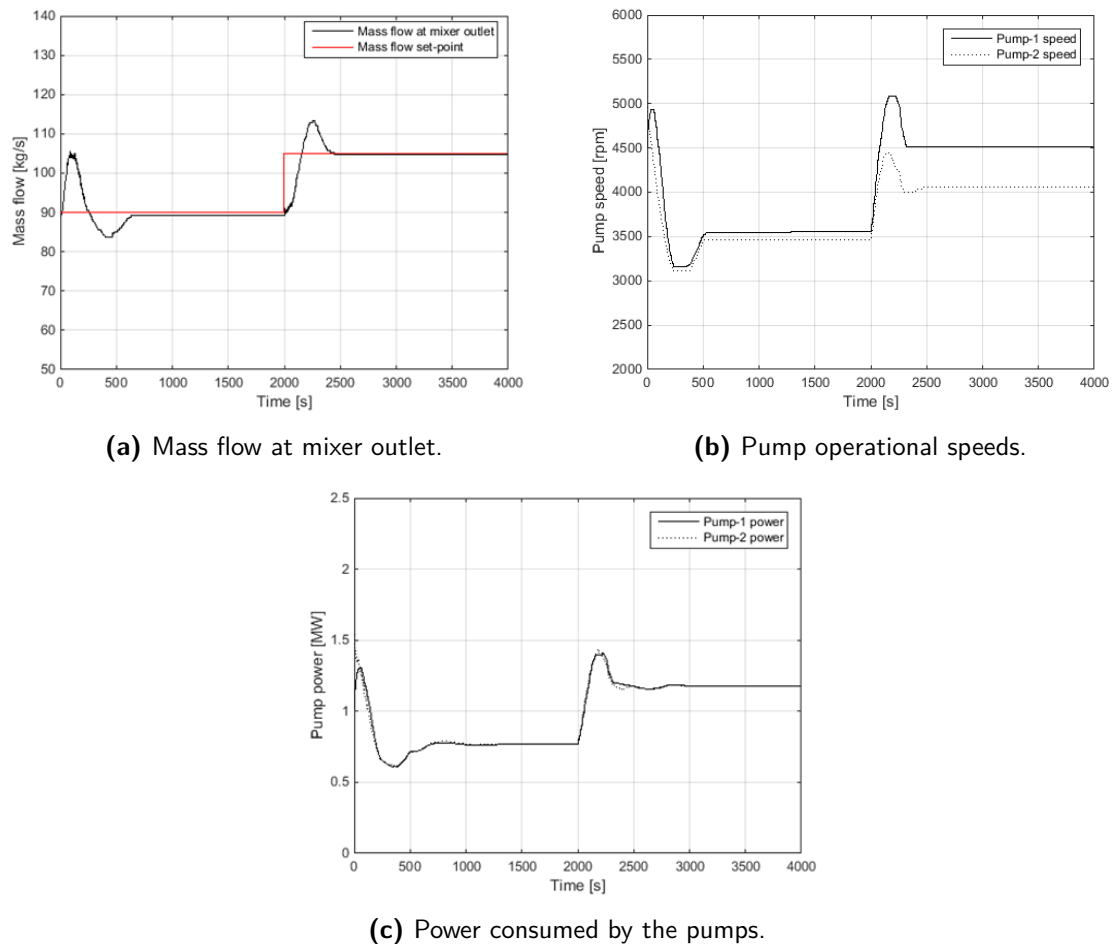 140
130
120
110
100
90
80
70
60
50
Mass flow [kg/s]
Mass flow at mixer outlet
Mass flow set-point
0 500 1000 1500 2000 2500 3000 3500 4000
Time [s]
(a) Mass flow at mixer outlet.
6000
5500
5000
4500
4000
3500
3000
2500
2000
Pump speed [rpm]
Pump-1 speed
Pump-2 speed
0 500 1000 1500 2000 2500 3000 3500 4000
Time [s]
(b) Pump operational speeds.
2.5
2
1.5
1
0.5
0
Pump power [MW]
Pump-1 power
Pump-2 power
0 500 1000 1500 2000 2500 3000 3500 4000
Time [s]
(c) Power consumed by the pumps.